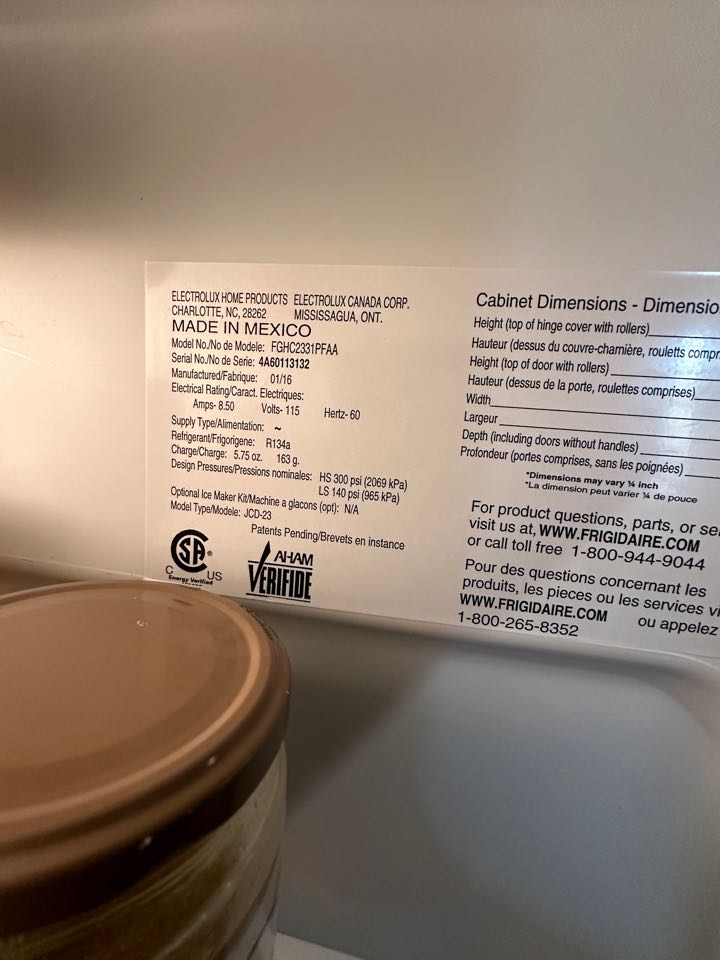 ELECTROLUX HOME PRODUCTS ELECTROLUX CANADA CORP.
CHARLOTTE, NC, 28262 MISSISSAGUA, ONT.
MADE IN MEXICO
Model No./No de Modele: FGHC2331PFAA
Serial No./No de Serie: 4A60113132
Manufactured/Fabrique: 01/16
Electrical Rating/Caract. Electriques:
Amps- 8.50 Volts- 115 Hertz- 60
Supply Type/Alimentation: ~
Refrigerant/Frigorigene: R134a
Charge/Charge: 5.75 oz. 163 g.
Design Pressures/Pressions nominales: HS 300 psi (2069 kPa)
LS 140 psi (965 kPa)
Optional Ice Maker Kit/Machine a glacons (opt): N/A
Model Type/Modele: JCD-23
Patents Pending/Brevets en instance
SA ®
C US
Energy Verified
AHAM
VERIFIDE
Cabinet Dimensions - Dimensio
Height (top of hinge cover with rollers)
Hauteur (dessus du couvre-charnière, roulettes compr
Height (top of door with rollers)
Hauteur (dessus de la porte, roulettes comprises)
Width
Largeur
Depth (including doors without handles)
Profondeur (portes comprises, sans les poignées)
*Dimensions may vary ¼ inch
*La dimension peut varier ¼ de pouce
For product questions, parts, or se
visit us at, WWW.FRIGIDAIRE.COM
or call toll free 1-800-944-9044
Pour des questions concernant les
produits, les pieces ou les services vi
WWW.FRIGIDAIRE.COM ou appelez
1-800-265-8352